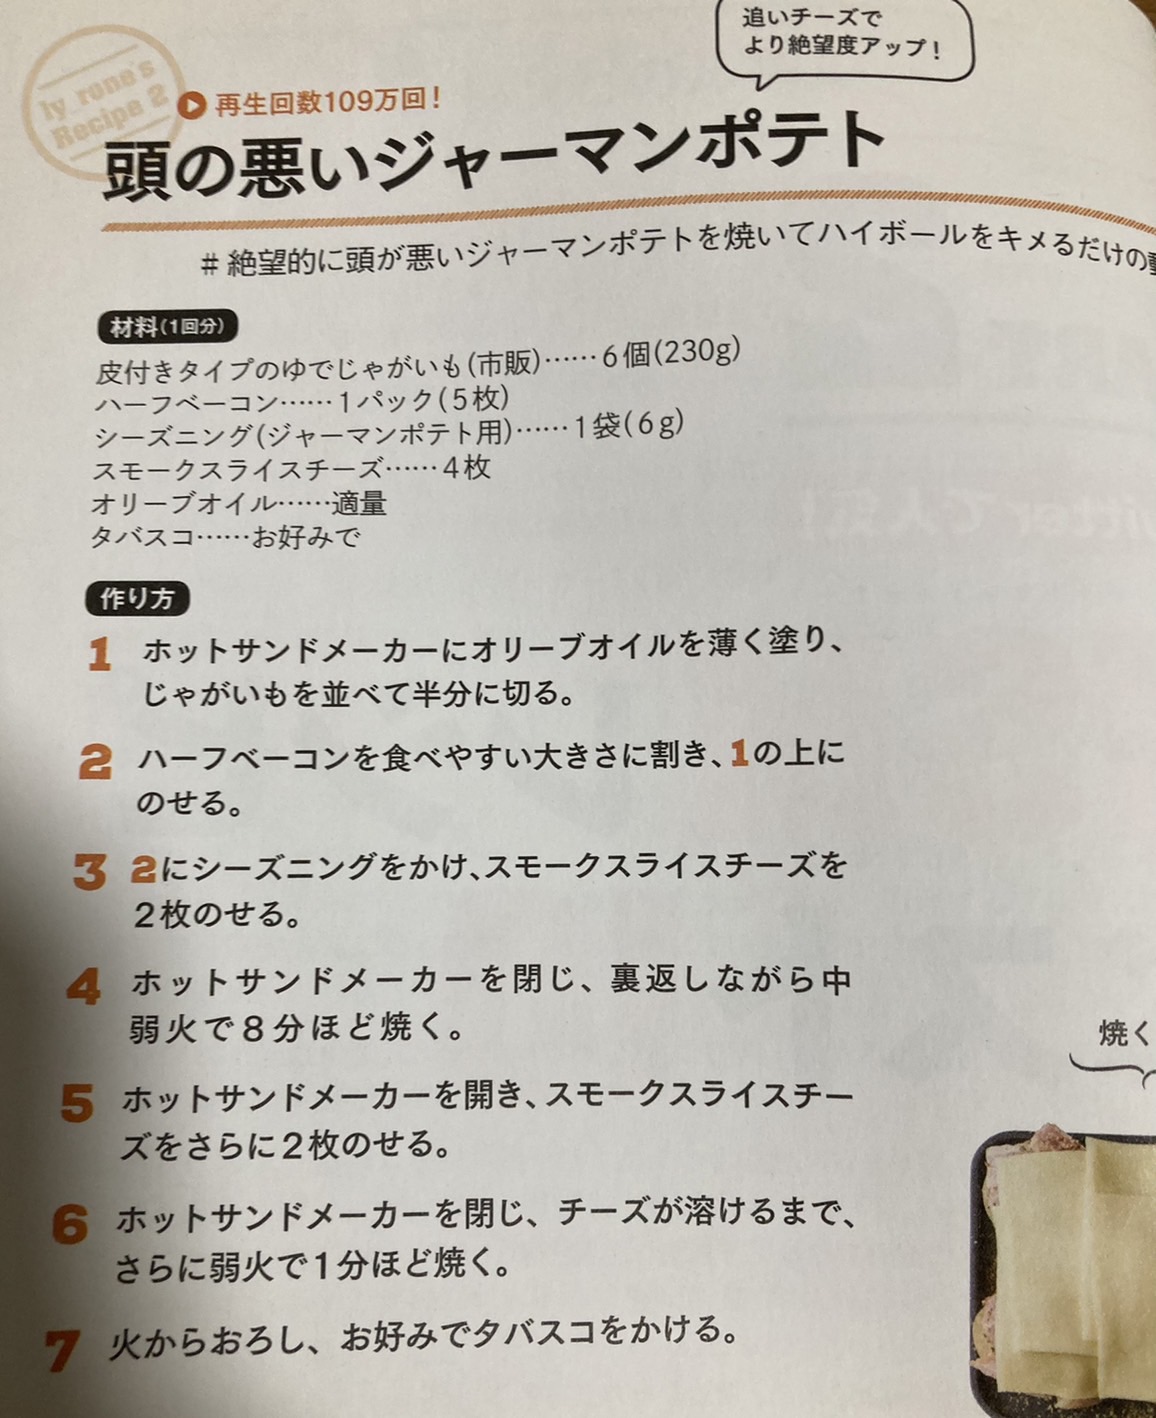 追いチーズで
より絶望度アップ！
ly_rone's
Recipe 2
再生回数109万回！
頭の悪いジャーマンポテト
＃絶望的に頭が悪いジャーマンポテトを焼いてハイボールをキメるだけの
材料(1回分)
皮付きタイプのゆでじゃがいも(市販)……6個(230g)
ハーフベーコン……1パック(5枚)
シーズニング(ジャーマンポテト用)……1袋(6g)
スモークスライスチーズ……4枚
オリーブオイル……適量
タバスコ……お好みで
作り方
1 ホットサンドメーカーにオリーブオイルを薄く塗り、
じゃがいもを並べて半分に切る。
2 ハーフベーコンを食べやすい大きさに割き、1の上に
のせる。
3 2にシーズニングをかけ、スモークスライスチーズを
2枚のせる。
4 ホットサンドメーカーを閉じ、裏返しながら中
弱火で8分ほど焼く。
5 ホットサンドメーカーを開き、スモークスライスチー
ズをさらに2枚のせる。
6 ホットサンドメーカーを閉じ、チーズが溶けるまで、
さらに弱火で1分ほど焼く。
7 火からおろし、お好みでタバスコをかける。
焼く